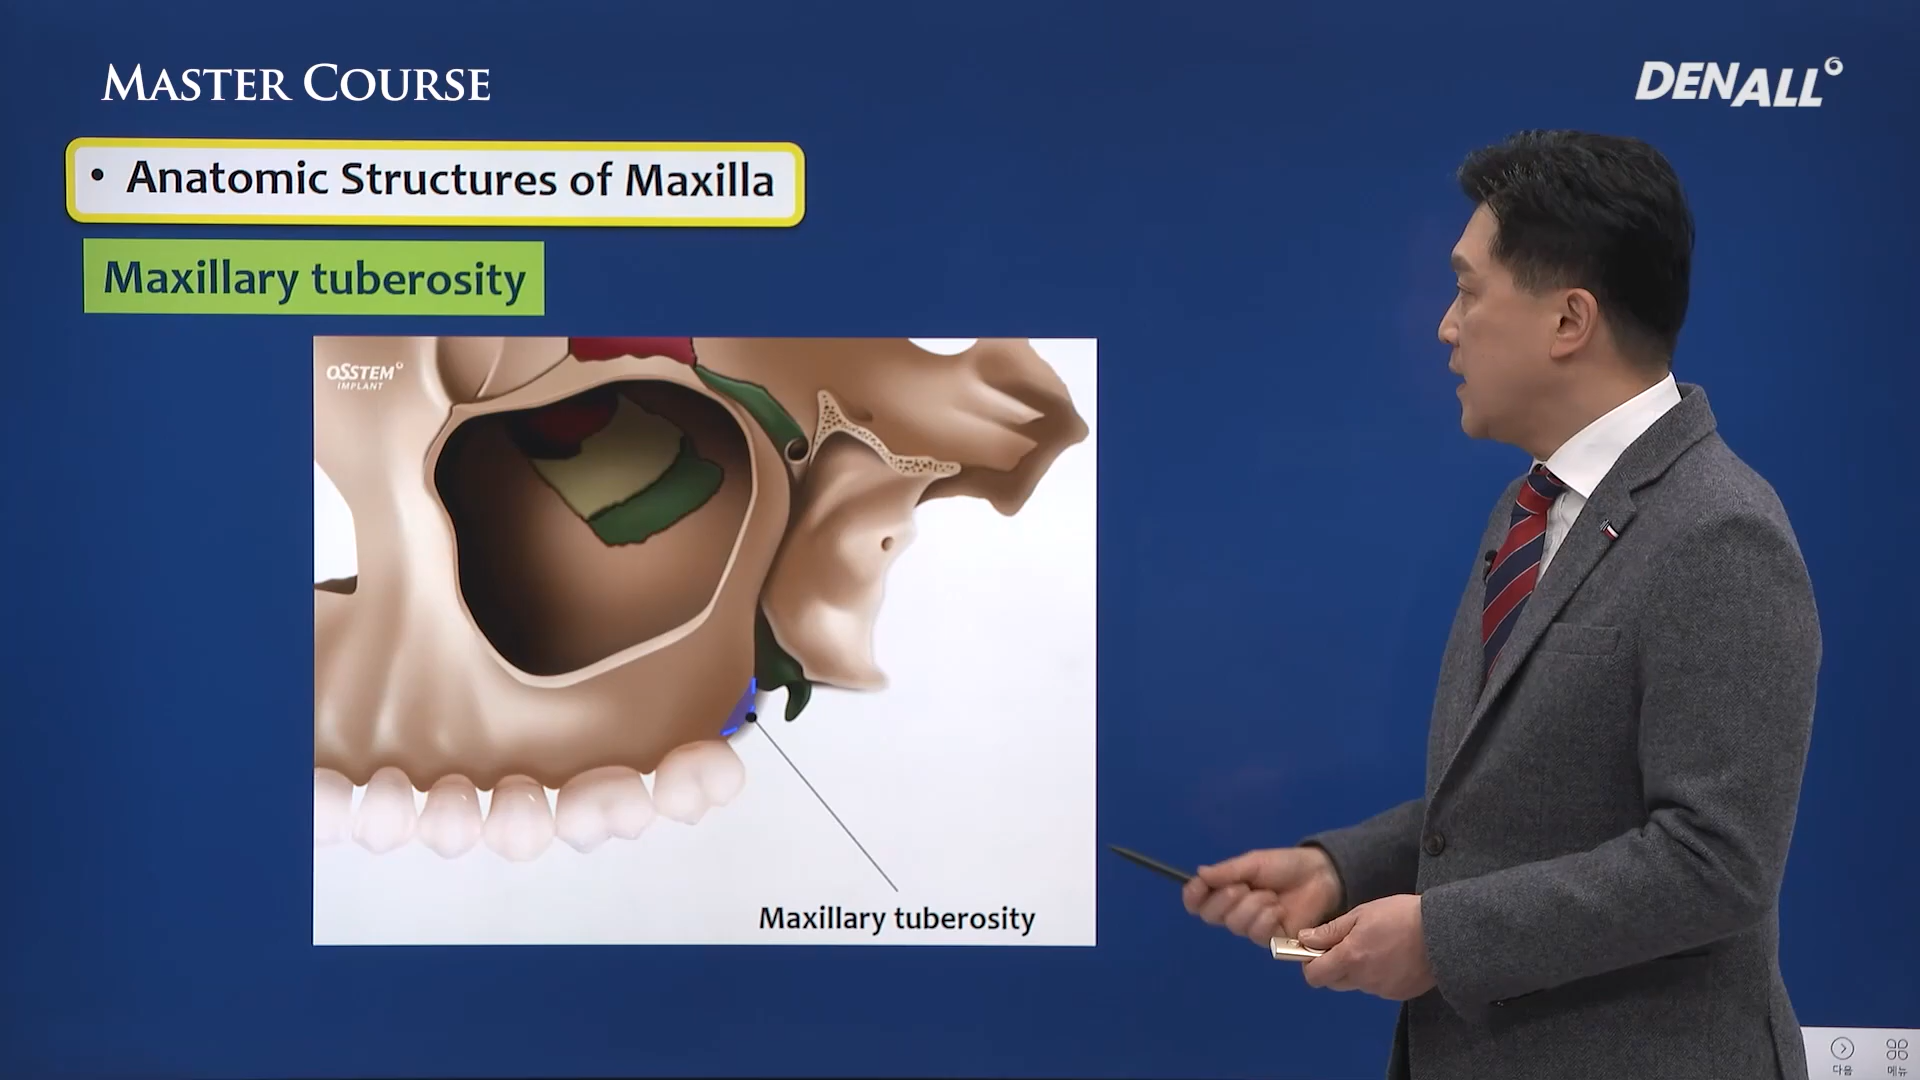 MASTER COURSE
DENALL
• Anatomic Structures of Maxilla
Maxillary tuberosity
OSSTEM
IMPLANT
Maxillary tuberosity
다음
메뉴